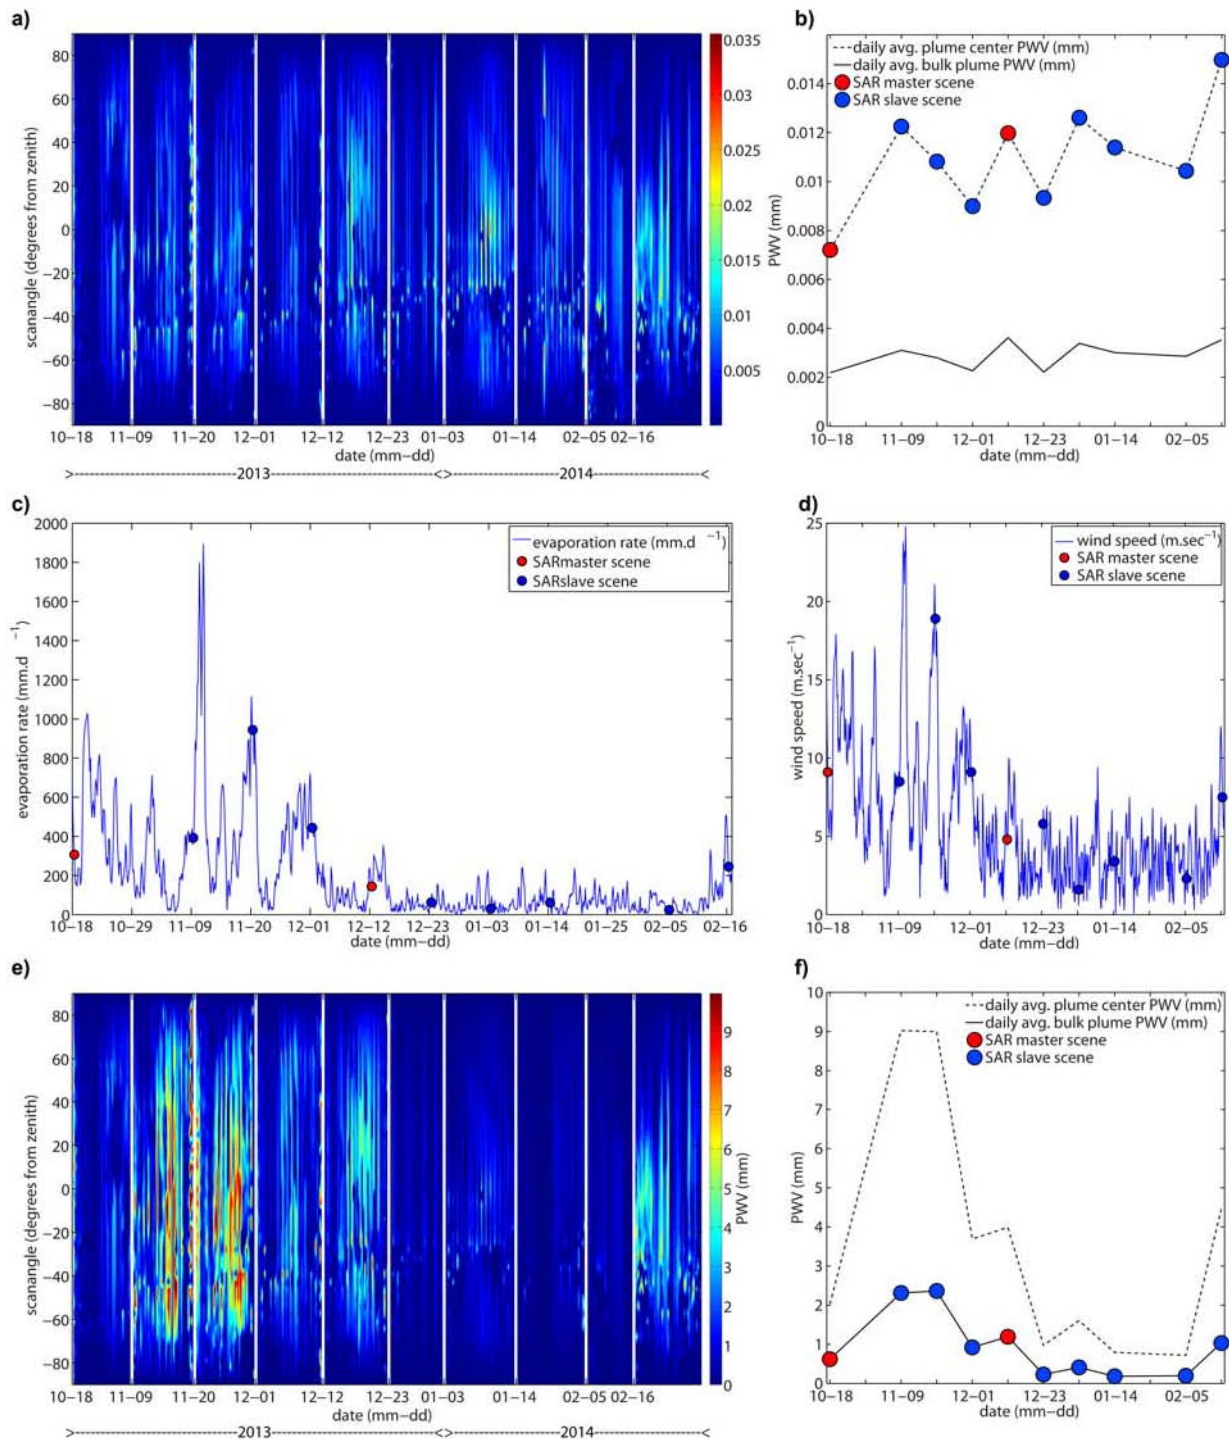 a)
80
60
40
20
0
−20
−40
−60
−80
scanangle (degrees from zenith)
10−18 11−09 11−20 12−01 12−12 12−23 01−03 01−14 02−05 02−16
date (mm−dd)
2013 2014
0.035
0.03
0.025
0.02
0.015
0.01
0.005
b)
daily avg. plume center PWV (mm)
daily avg. bulk plume PWV (mm)
SAR master scene
SAR slave scene
0.014
0.012
0.01
0.008
0.006
0.004
0.002
0
PWV (mm)
10−18 11−09 12−01 12−23 01−14 02−05
date (mm−dd)
c)
2000
1800
1600
1400
1200
1000
800
600
400
200
0
evaporation rate (mm.d −1)
evaporation rate (mm.d −1)
SARmaster scene
SARslave scene
10−18 10−29 11−09 11−20 12−01 12−12 12−23 01−03 01−14 01−25 02−05 02−16
date (mm−dd)
d)
25
20
15
10
5
0
wind speed (m.sec−1)
wind speed (m.sec−1)
SAR master scene
SAR slave scene
10−18 11−09 12−01 12−23 01−14 02−05
date (mm−dd)
e)
80
60
40
20
0
−20
−40
−60
−80
scanangle (degrees from zenith)
10−18 11−09 11−20 12−01 12−12 12−23 01−03 01−14 02−05 02−16
date (mm−dd)
2013 2014
9
8
7
6
5
4
3
2
1
0
PWV (mm)
f)
daily avg. plume center PWV (mm)
daily avg. bulk plume PWV (mm)
SAR master scene
SAR slave scene
10
9
8
7
6
5
4
3
2
1
0
PWV (mm)
10−18 11−09 12−01 12−23 01−14 02−05
date (mm−dd)